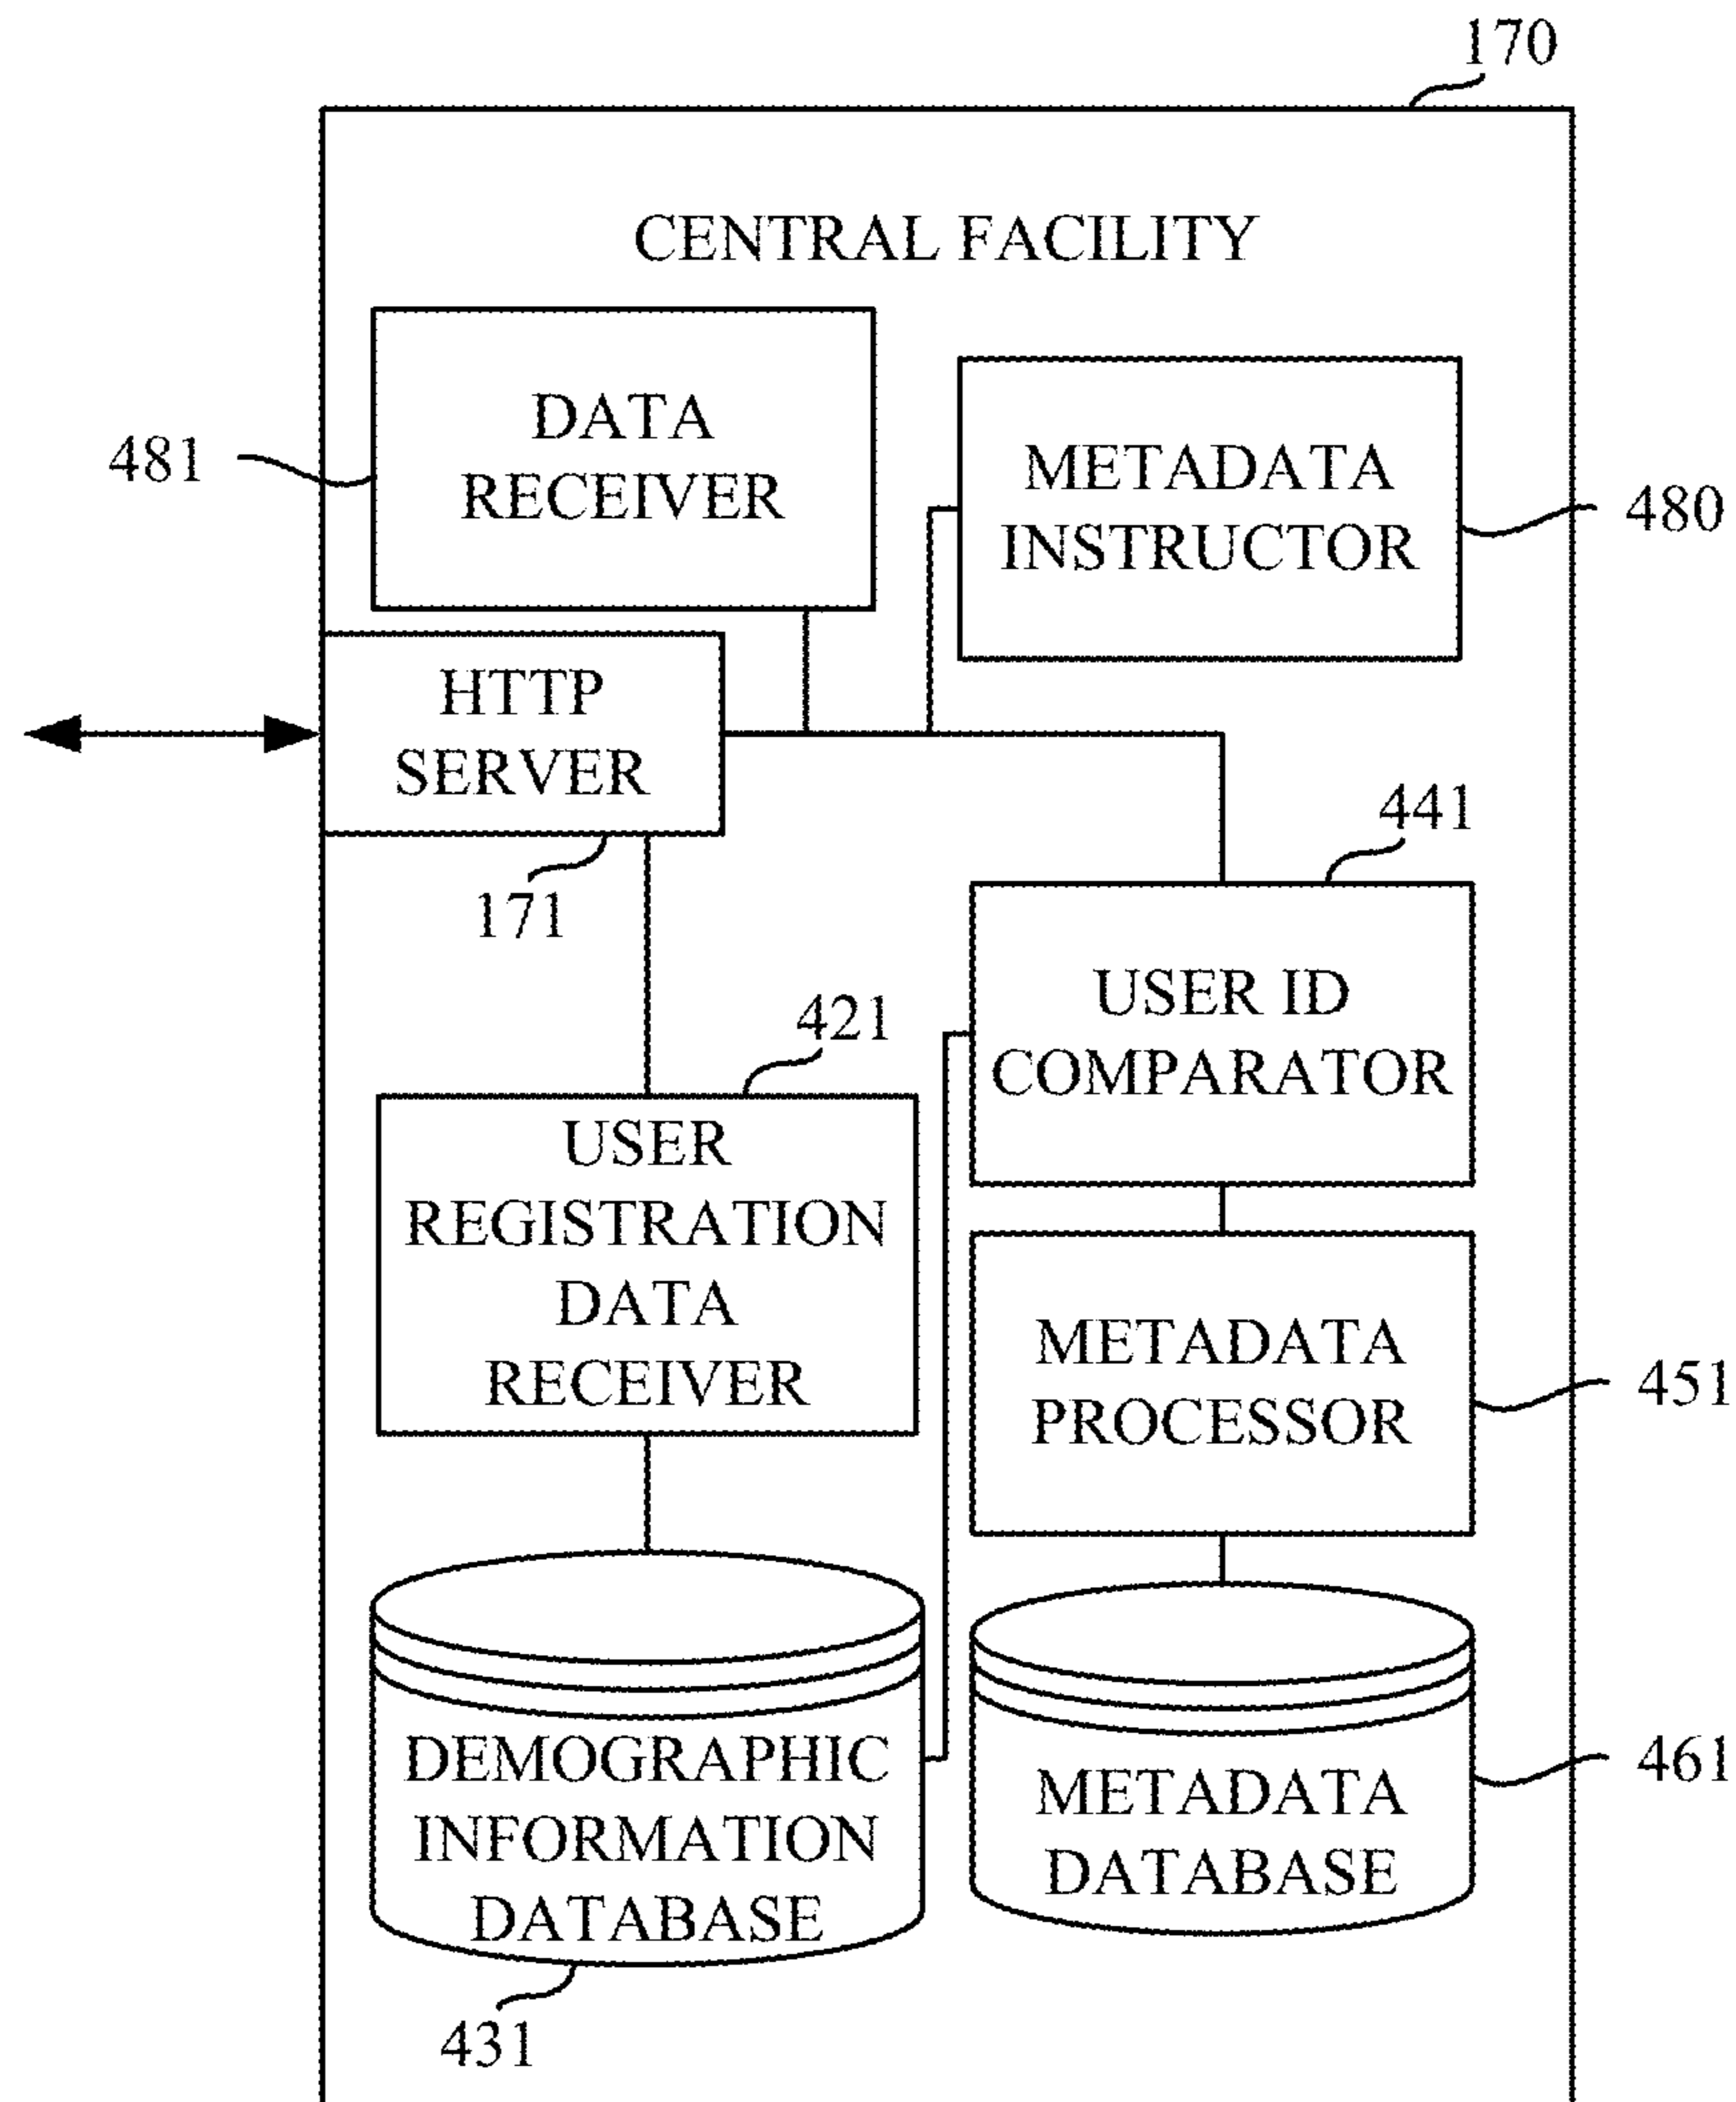 170
CENTRAL FACILITY
DATA
RECEIVER
481
METADATA
INSTRUCTOR
480
HTTP
SERVER
171
441
USER ID
COMPARATOR
421
USER
REGISTRATION
DATA
RECEIVER
METADATA
PROCESSOR
451
DEMOGRAPHIC
INFORMATION
DATABASE
431
METADATA
DATABASE
461